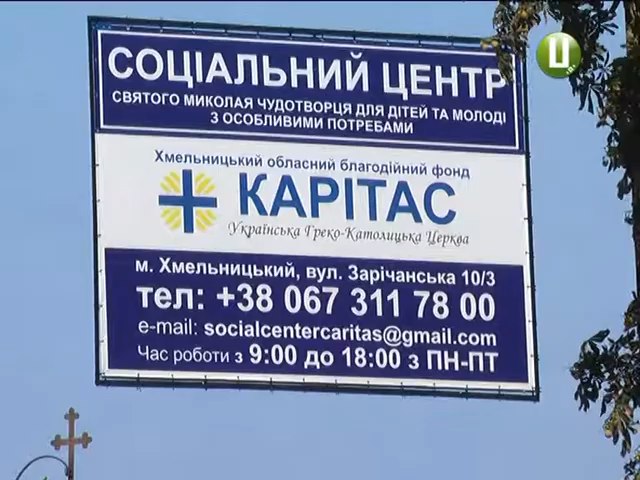 СОЦІАЛЬНИЙ ЦЕНТР
СВЯТОГО МИКОЛАЯ ЧУДОТВОРЦЯ ДЛЯ ДІТЕЙ ТА МОЛОДІ
З ОСОБЛИВИМИ ПОТРЕБАМИ
Хмельницький обласний благодійний фонд
КАРІТАС
Українська Греко-Католицька Церква
м. Хмельницький, вул. Зарічанська 10/3
тел: +38 067 311 78 00
e-mail: socialcentercaritas@gmail.com
Час роботи з 9:00 до 18:00 з ПН-ПТ
Ц